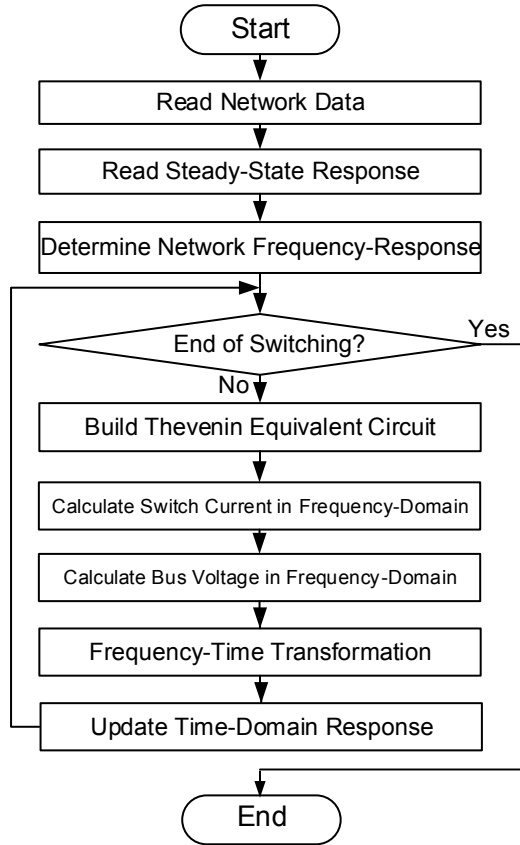 Start
Read Network Data
Read Steady-State Response
Determine Network Frequency-Response
Yes
End of Switching?
No
Build Thevenin Equivalent Circuit
Calculate Switch Current in Frequency-Domain
Calculate Bus Voltage in Frequency-Domain
Frequency-Time Transformation
Update Time-Domain Response
End